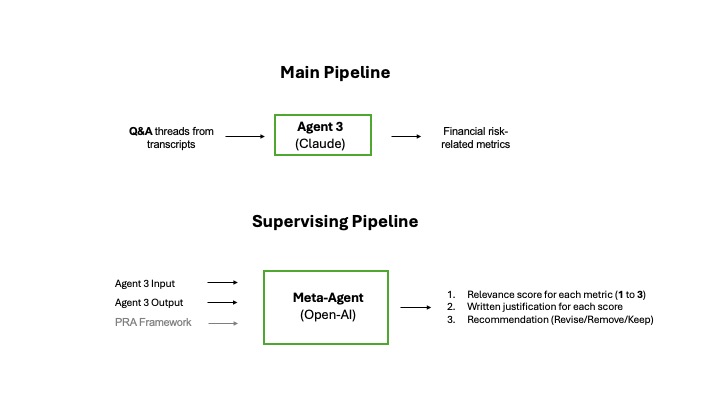 Main Pipeline
Q&A threads from
transcripts
Agent 3
(Claude)
Financial risk-
related metrics
Supervising Pipeline
Agent 3 Input
Agent 3 Output
PRA Framework
Meta-Agent
(Open-AI)
1. Relevance score for each metric (1 to 3)
2. Written justification for each score
3. Recommendation (Revise/Remove/Keep)